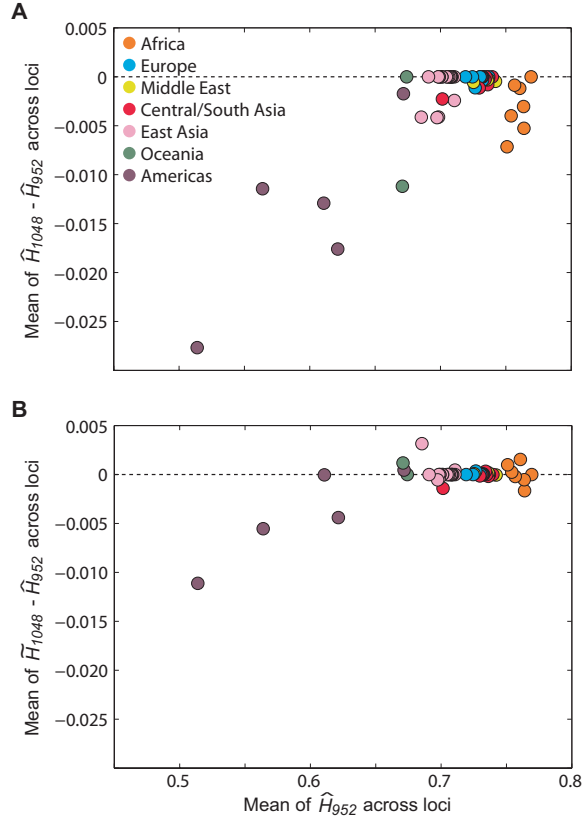 A
0.005
0
−0.005
−0.010
−0.015
−0.020
−0.025
Mean of Ĥ1048 - Ĥ952 across loci
Africa
Europe
Middle East
Central/South Asia
East Asia
Oceania
Americas
B
0.005
0
−0.005
−0.010
−0.015
−0.020
−0.025
Mean of H̃1048 - Ĥ952 across loci
0.5 0.6 0.7 0.8
Mean of Ĥ952 across loci